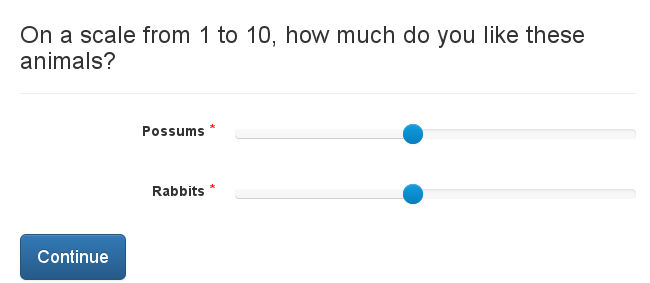 On a scale from 1 to 10, how much do you like these
animals?
Possums *
Rabbits *
Continue